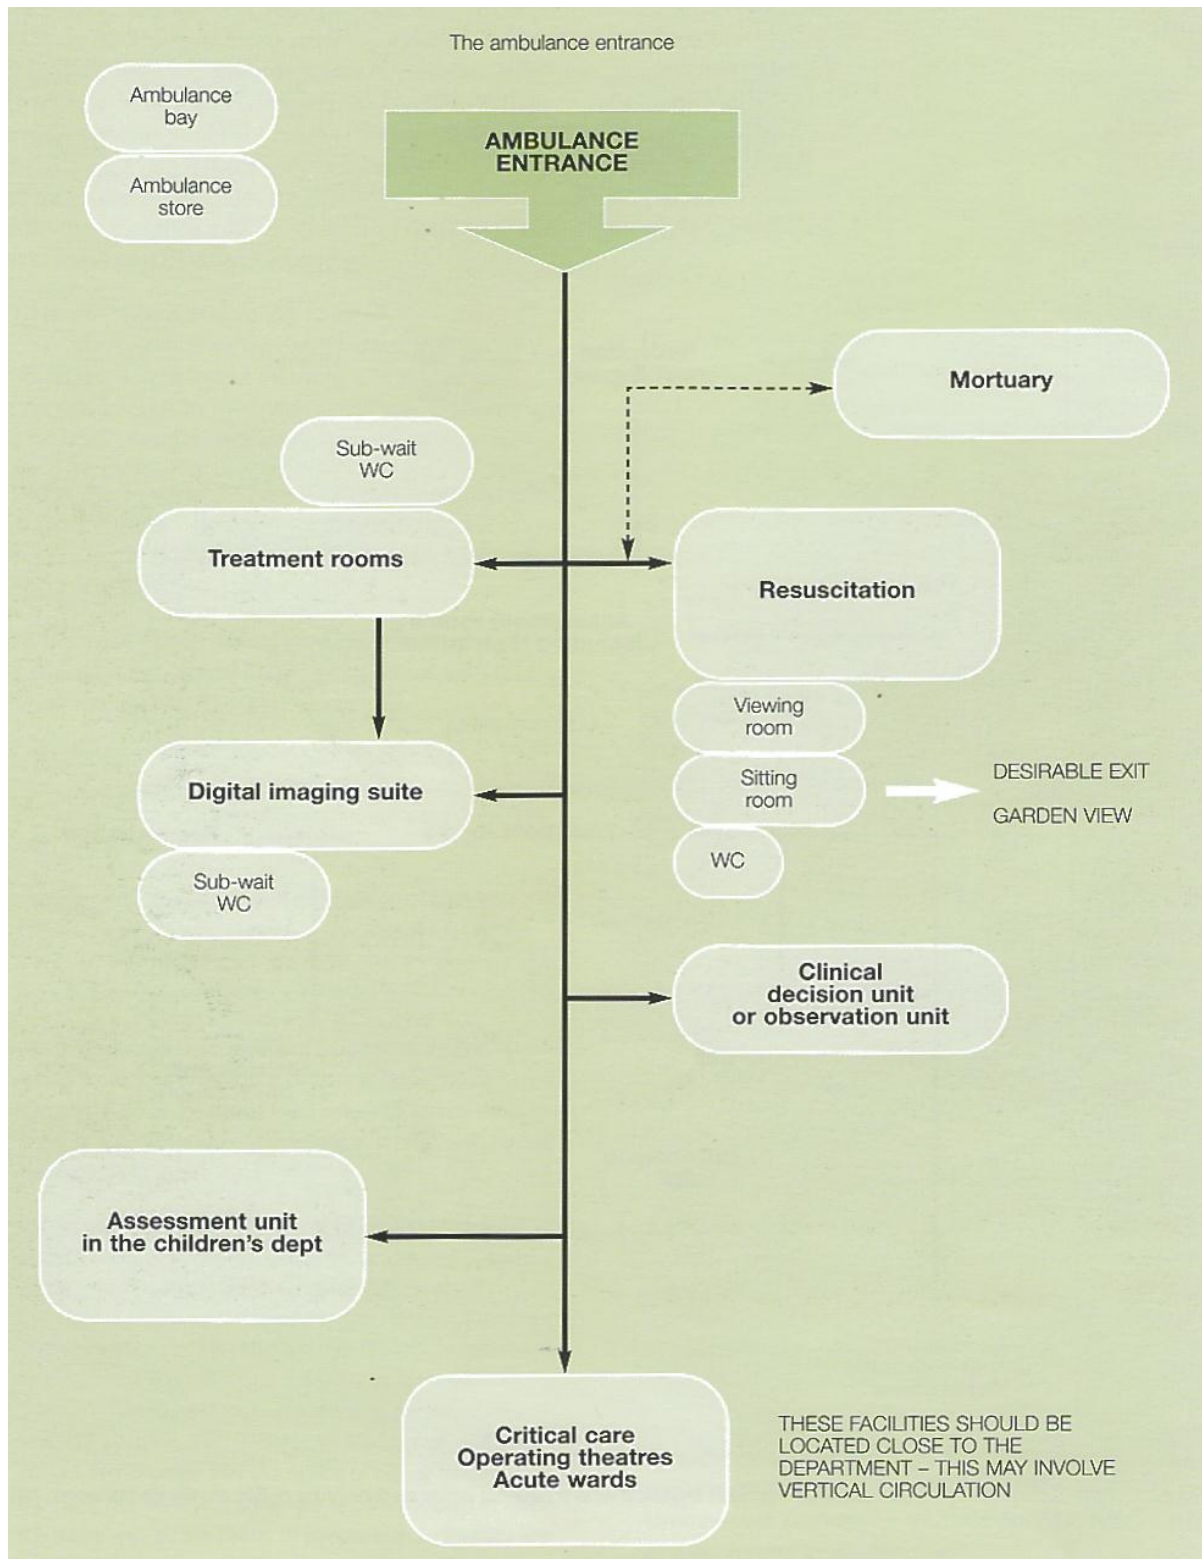 The ambulance entrance
Ambulance
bay
Ambulance
store
AMBULANCE
ENTRANCE
Mortuary
Sub-wait
WC
Treatment rooms
Resuscitation
Viewing
room
Sitting
room
WC
DESIRABLE EXIT
GARDEN VIEW
Digital imaging suite
Sub-wait
WC
Clinical
decision unit
or observation unit
Assessment unit
in the children's dept
Critical care
Operating theatres
Acute wards
THESE FACILITIES SHOULD BE
LOCATED CLOSE TO THE
DEPARTMENT – THIS MAY INVOLVE
VERTICAL CIRCULATION